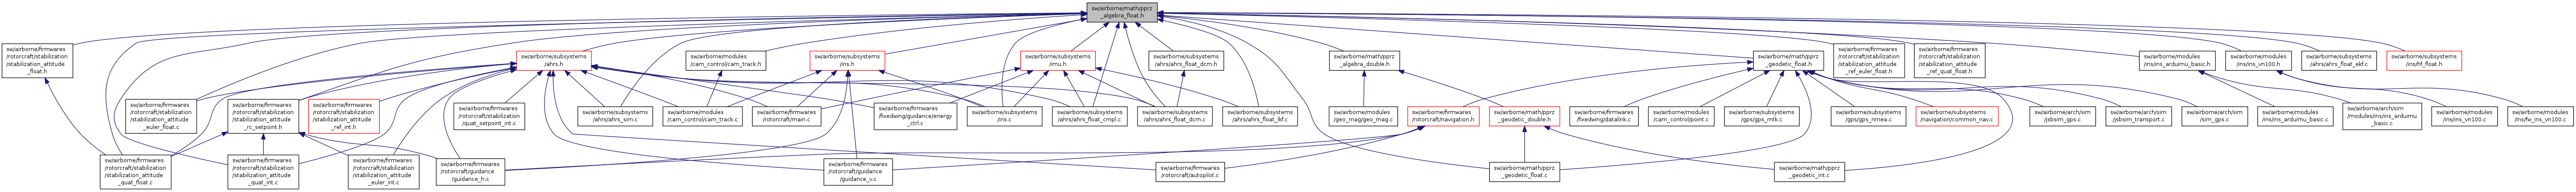 sw/airborne/math/pprz
_algebra_float.h
sw/airborne/firmwares
/rotorcraft/stabilization
/stabilization_attitude
_float.h
sw/airborne/subsystems
/ahrs.h
sw/airborne/modules
/cam_control/cam_track.h
sw/airborne/subsystems
/ins.h
sw/airborne/subsystems
/imu.h
sw/airborne/subsystems
/ahrs/ahrs_float_dcm.h
sw/airborne/math/pprz
_algebra_double.h
sw/airborne/math/pprz
_geodetic_float.h
sw/airborne/firmwares
/rotorcraft/stabilization
/stabilization_attitude
_ref_euler_float.h
sw/airborne/firmwares
/rotorcraft/stabilization
/stabilization_attitude
_ref_quat_float.h
sw/airborne/modules
/ins/ins_arduimu_basic.h
sw/airborne/modules
/ins/ins_vn100.h
sw/airborne/subsystems
/ahrs/ahrs_float_ekf.c
sw/airborne/subsystems
/ins/hf_float.h
sw/airborne/firmwares
/rotorcraft/stabilization
/stabilization_attitude
_euler_float.c
sw/airborne/firmwares
/rotorcraft/stabilization
/stabilization_attitude
_rc_setpoint.h
sw/airborne/firmwares
/rotorcraft/stabilization
/stabilization_attitude
_ref_int.h
sw/airborne/firmwares
/rotorcraft/stabilization
/quat_setpoint_int.c
sw/airborne/subsystems
/ahrs/ahrs_sim.c
sw/airborne/modules
/cam_control/cam_track.c
sw/airborne/firmwares
/rotorcraft/main.c
sw/airborne/firmwares
/fixedwing/guidance/energy
_ctrl.c
sw/airborne/subsystems
/ins.c
sw/airborne/subsystems
/ahrs/ahrs_float_cmpl.c
sw/airborne/subsystems
/ahrs/ahrs_float_dcm.c
sw/airborne/subsystems
/ahrs/ahrs_float_lkf.c
sw/airborne/modules
/geo_mag/geo_mag.c
sw/airborne/firmwares
/rotorcraft/navigation.h
sw/airborne/math/pprz
_geodetic_double.h
sw/airborne/firmwares
/fixedwing/datalink.c
sw/airborne/modules
/cam_control/point.c
sw/airborne/subsystems
/gps/gps_mtk.c
sw/airborne/subsystems
/gps/gps_nmea.c
sw/airborne/subsystems
/navigation/common_nav.c
sw/airborne/arch/sim
/jsbsim_gps.c
sw/airborne/arch/sim
/jsbsim_transport.c
sw/airborne/arch/sim
/sim_gps.c
sw/airborne/modules
/ins/ins_arduimu_basic.c
sw/airborne/arch/sim
/modules/ins/ins_arduimu
_basic.c
sw/airborne/modules
/ins/ins_vn100.c
sw/airborne/modules
/ins/fw_ins_vn100.c
sw/airborne/firmwares
/rotorcraft/stabilization
/stabilization_attitude
_quat_float.c
sw/airborne/firmwares
/rotorcraft/stabilization
/stabilization_attitude
_quat_int.c
sw/airborne/firmwares
/rotorcraft/stabilization
/stabilization_attitude
_euler_int.c
sw/airborne/firmwares
/rotorcraft/guidance
/guidance_h.c
sw/airborne/firmwares
/rotorcraft/guidance
/guidance_v.c
sw/airborne/firmwares
/rotorcraft/autopilot.c
sw/airborne/math/pprz
_geodetic_float.c
sw/airborne/math/pprz
_geodetic_int.c